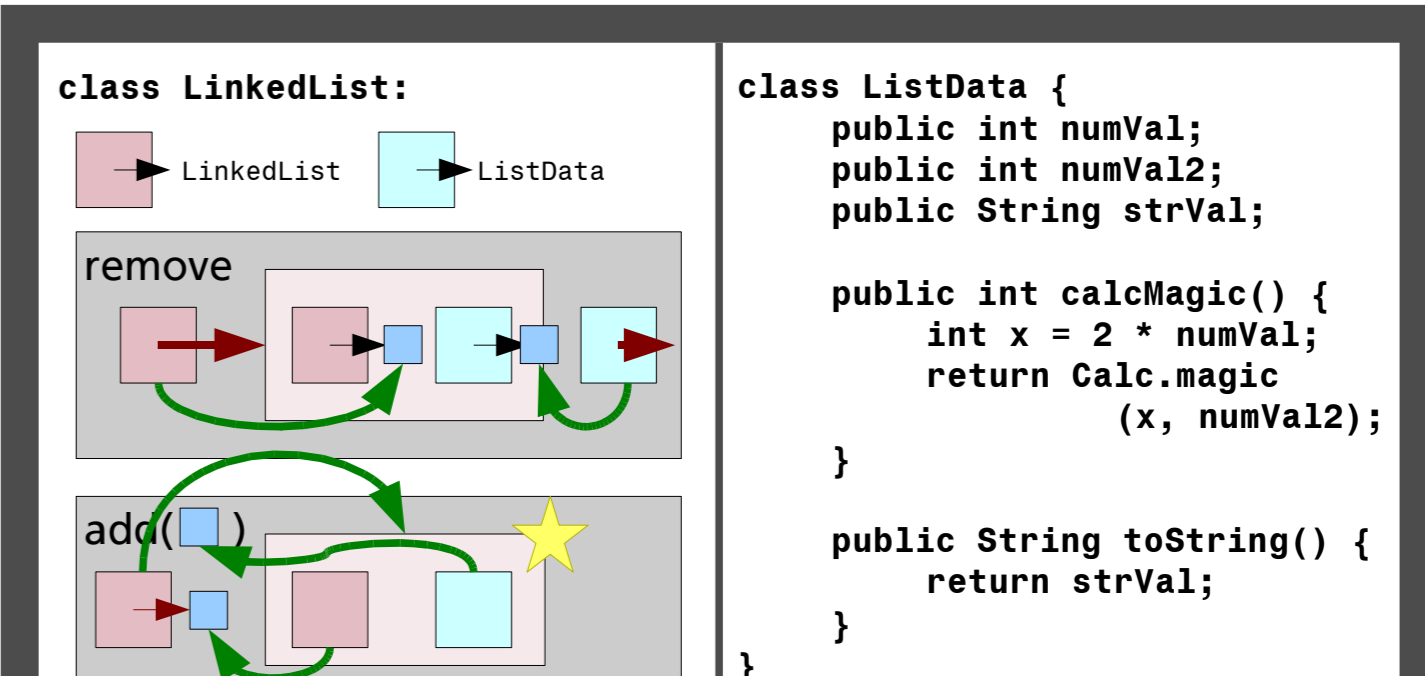 class LinkedList:
LinkedList
ListData
remove
add( )
class ListData {
public int numVal;
public int numVal2;
public String strVal;
public int calcMagic() {
int x = 2 * numVal;
return Calc.magic
(x, numVal2);
}
public String toString() {
return strVal;
}
}